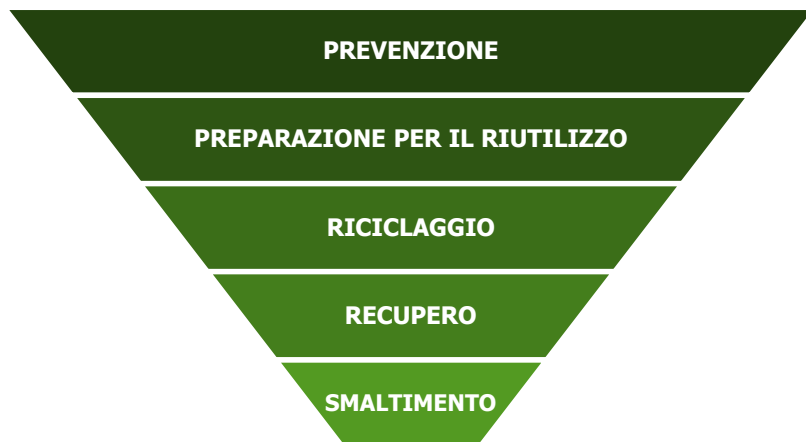 PREVENZIONE
PREPARAZIONE PER IL RIUTILIZZO
RICICLAGGIO
RECUPERO
SMALTIMENTO